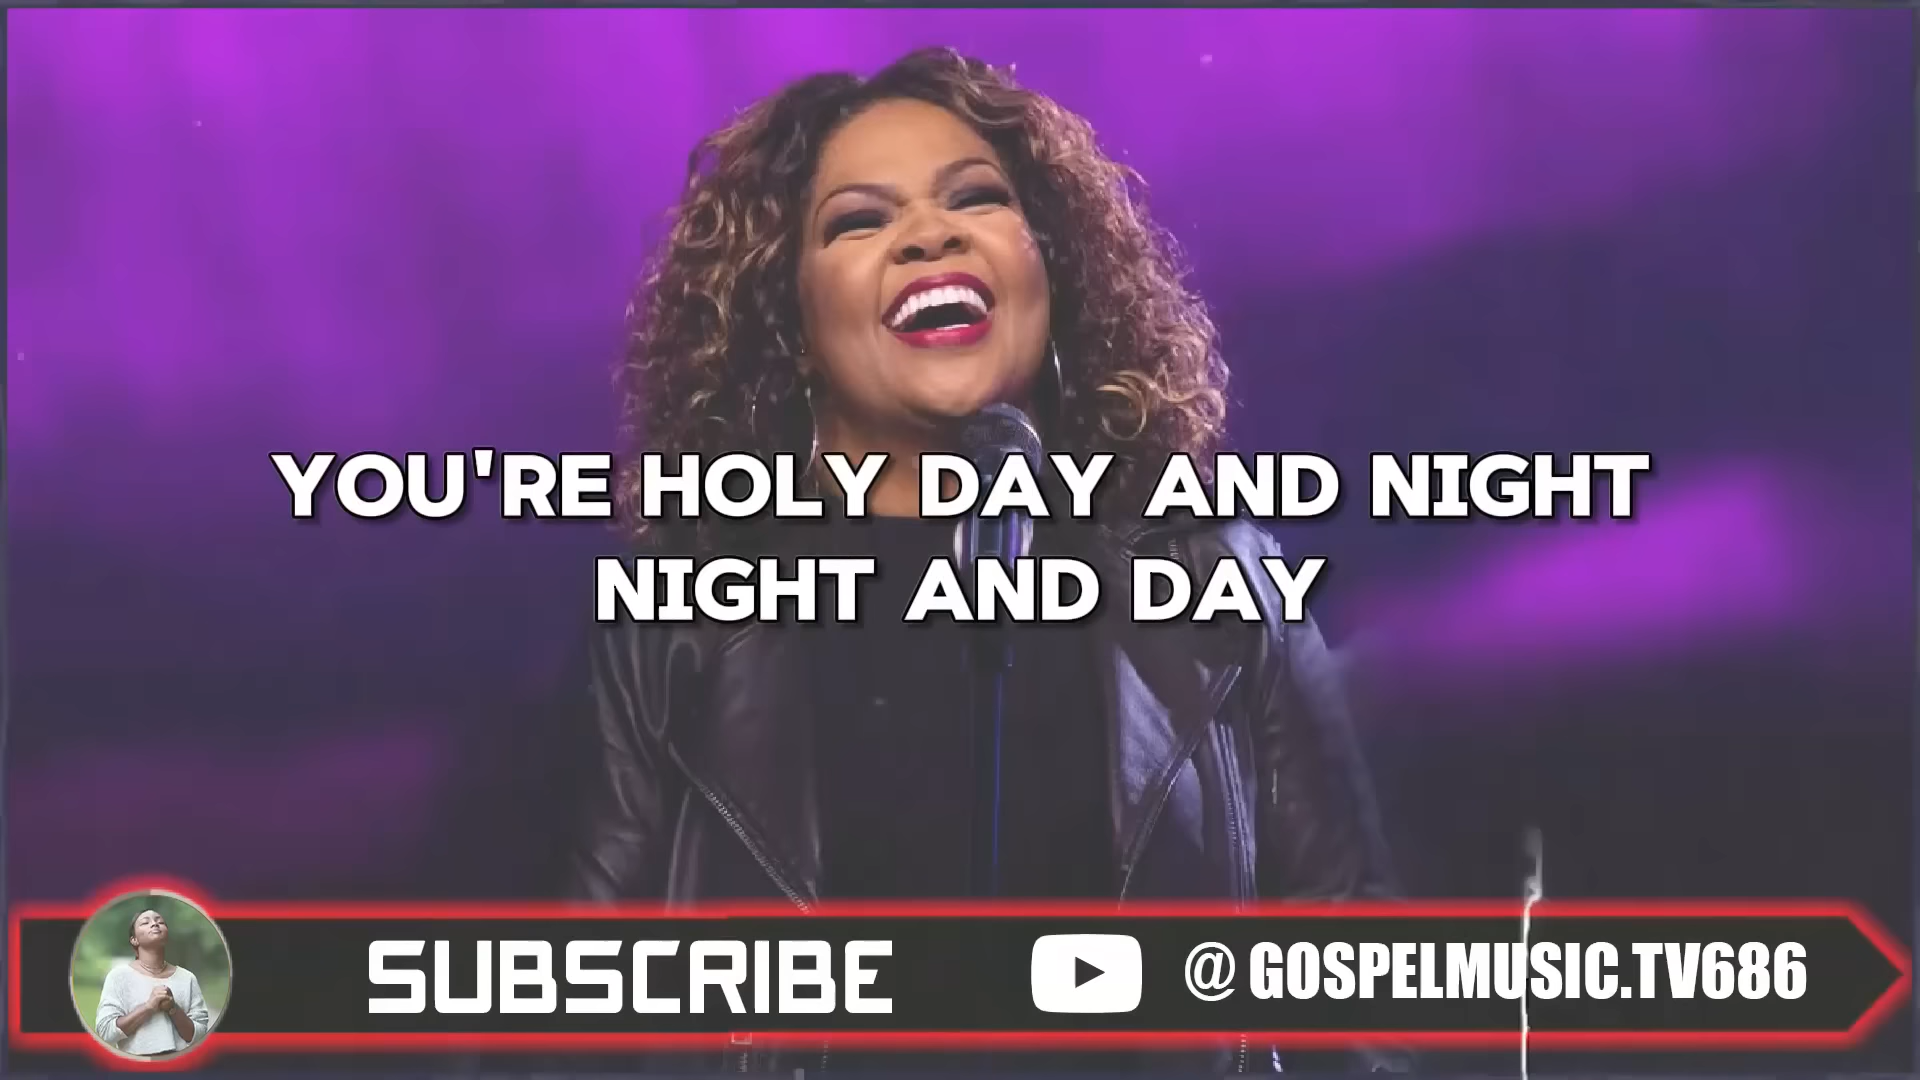 YOU'RE HOLY DAY AND NIGHT
NIGHT AND DAY
SUBSCRIBE
@GOSPELMUSIC.TV686